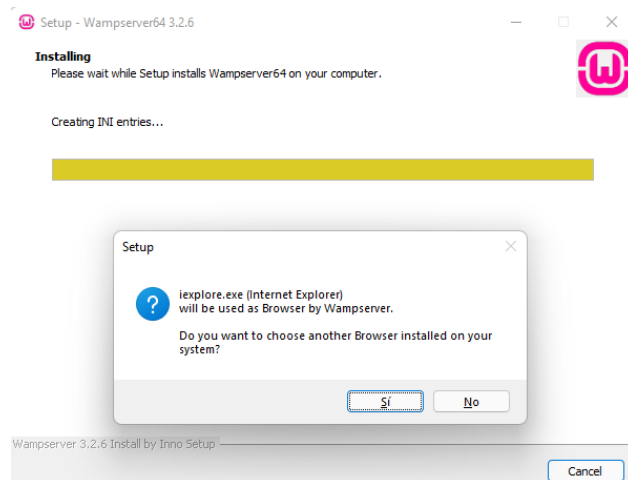 Setup - Wampserver64 3.2.6
Installing
Please wait while Setup installs Wampserver64 on your computer.
Creating INI entries...
Setup
iexplore.exe (Internet Explorer)
will be used as Browser by Wampserver.
Do you want to choose another Browser installed on your
system?
Sí
No
Wampserver 3.2.6 Install by Inno Setup
Cancel